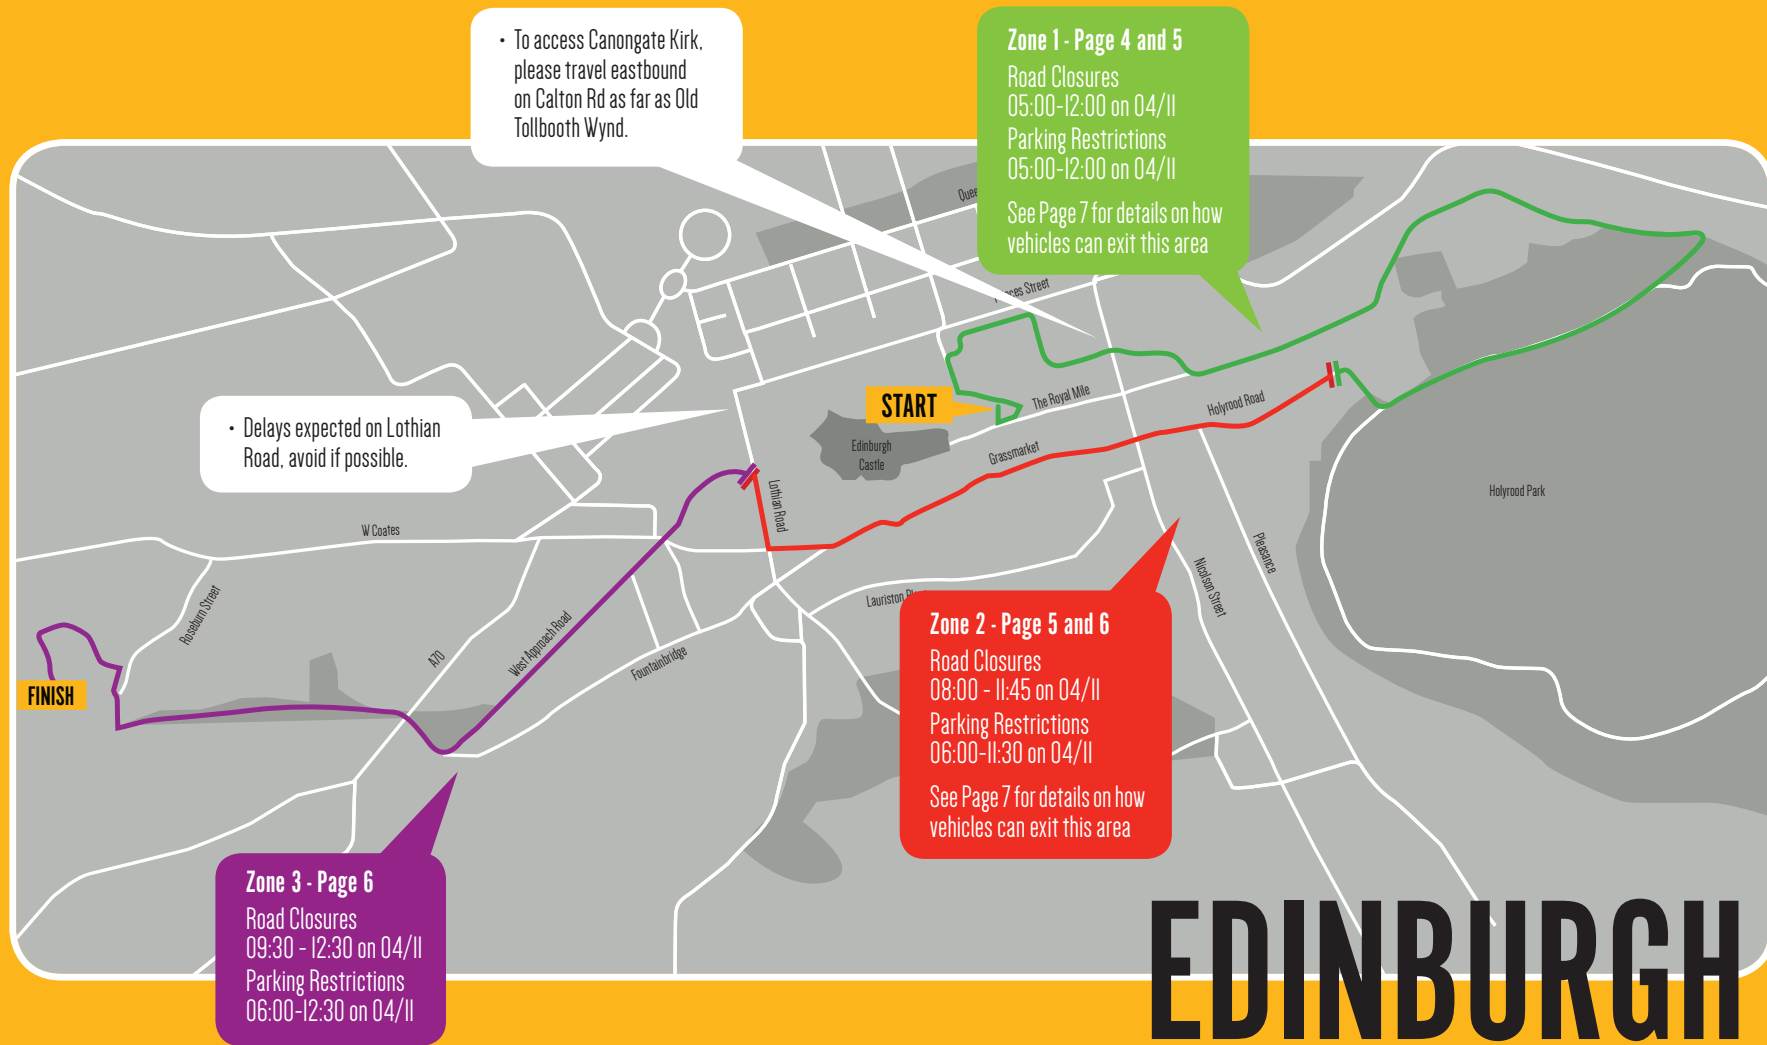 • To access Canongate Kirk,
please travel eastbound
on Calton Rd as far as Old
Tollbooth Wynd.
Zone 1 - Page 4 and 5
Road Closures
05:00-12:00 on 04/11
Parking Restrictions
05:00-12:00 on 04/11
See Page 7 for details on how
vehicles can exit this area
• Delays expected on Lothian
Road, avoid if possible.
START
The Royal Mile
Holyrood Road
Edinburgh
Castle
Grassmarket
Lothian Road
Holyrood Park
W Coates
Roseburn Street
A70
West Approach Road
Fountainbridge
Lauriston
Nicolson Street
Pleasance
FINISH
Zone 2 - Page 5 and 6
Road Closures
08:00 - 11:45 on 04/11
Parking Restrictions
06:00-11:30 on 04/11
See Page 7 for details on how
vehicles can exit this area
Zone 3 - Page 6
Road Closures
09:30 - 12:30 on 04/11
Parking Restrictions
06:00-12:30 on 04/11
Street
EDINBURGH